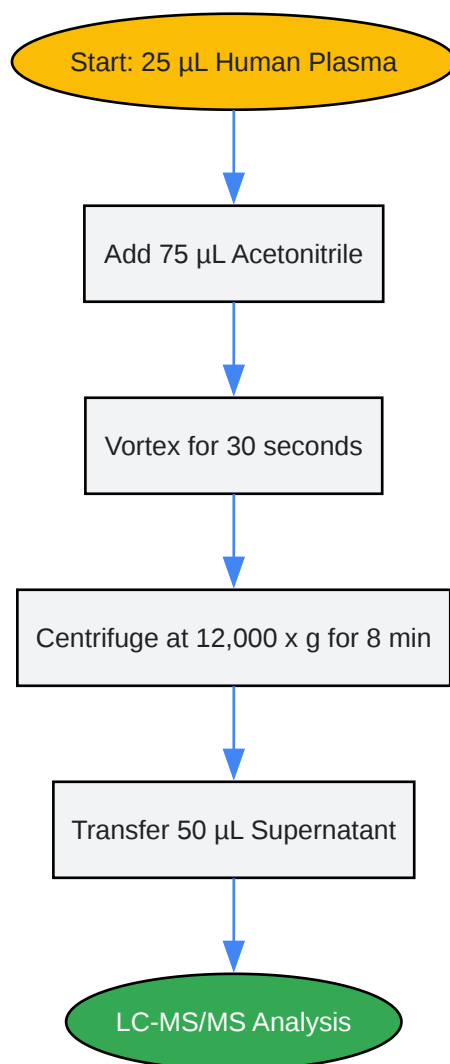 Start: 25 µL Human Plasma
Add 75 µL Acetonitrile
Vortex for 30 seconds
Centrifuge at 12,000 x g for 8 min
Transfer 50 µL Supernatant
LC-MS/MS Analysis